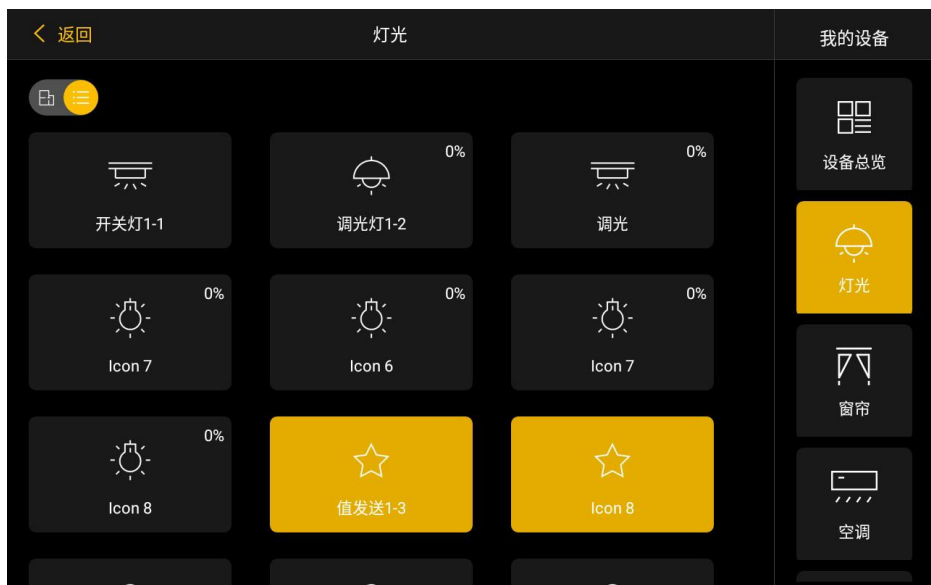 返回
灯光
我的设备
开关灯1-1
0%
调光灯1-2
0%
调光
0%
Icon 7
0%
Icon 6
0%
Icon 7
0%
Icon 8
值发送1-3
Icon 8
设备总览
灯光
窗帘
空调